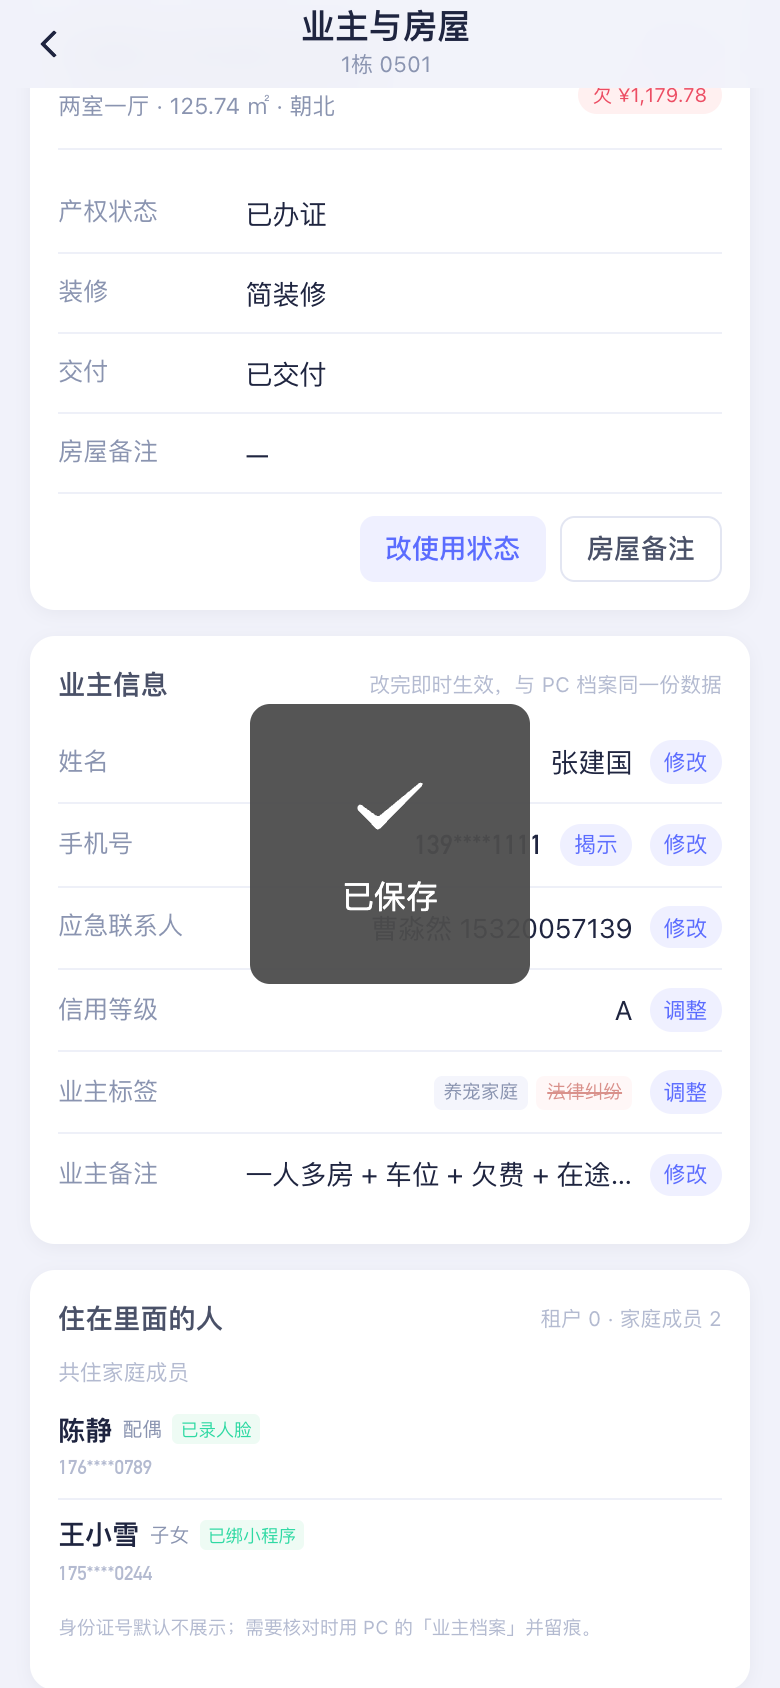 业主与房屋
1栋 0501
两室一厅 · 125.74 ㎡ · 朝北
欠 ¥1,179.78
产权状态 已办证
装修 简装修
交付 已交付
房屋备注 —
改使用状态 房屋备注
业主信息 改完即时生效，与 PC 档案同一份数据
姓名 张建国 修改
手机号 139****1111 揭示 修改
已保存
应急联系人 曹淼然 15320057139 修改
信用等级 A 调整
业主标签 养宠家庭 法律纠纷 调整
业主备注 一人多房 + 车位 + 欠费 + 在途... 修改
住在里面的人 租户 0 · 家庭成员 2
共住家庭成员
陈静 配偶 已录人脸
176****0789
王小雪 子女 已绑小程序
175****0244
身份证号默认不展示；需要核对时用 PC 的「业主档案」并留痕。